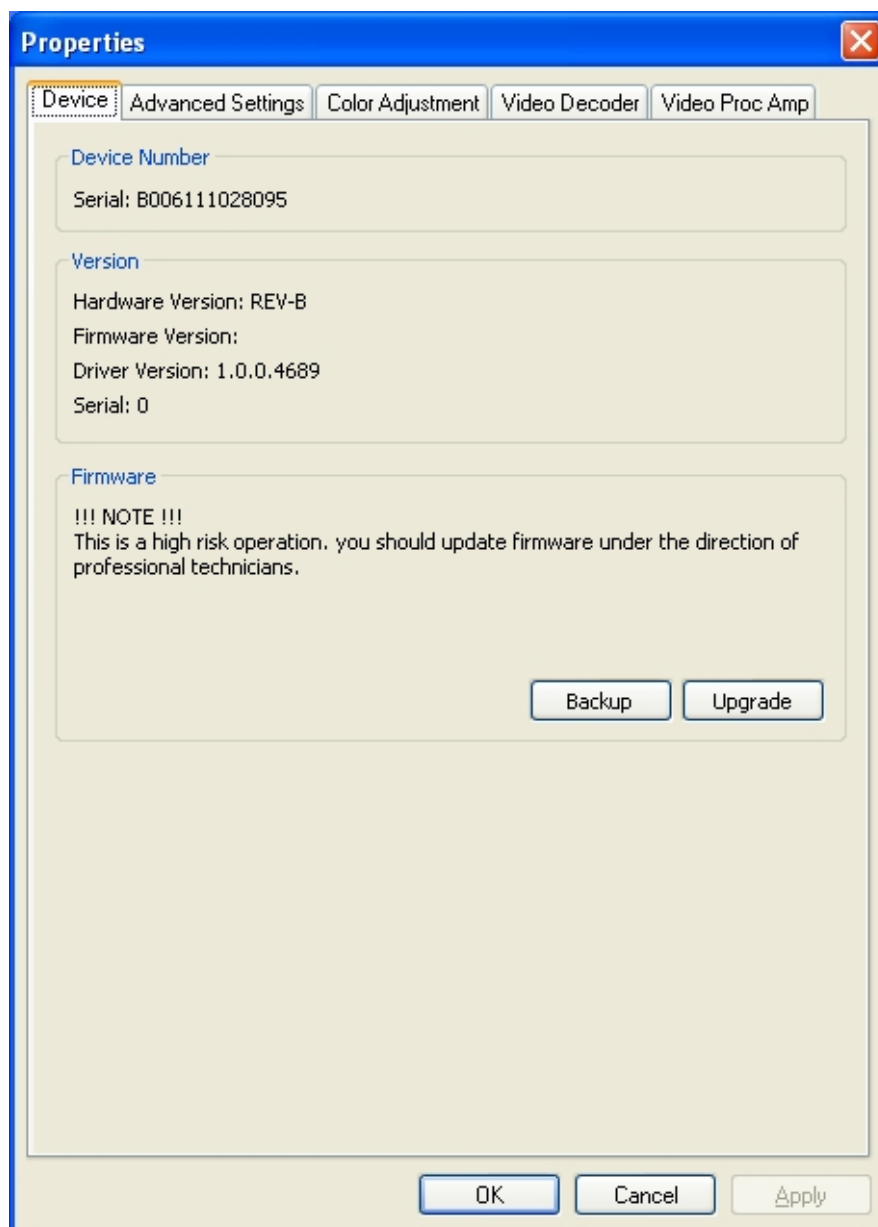 Properties
Device
Advanced Settings
Color Adjustment
Video Decoder
Video Proc Amp
Device Number
Serial: B006111028095
Version
Hardware Version: REV-B
Firmware Version:
Driver Version: 1.0.0.4689
Serial: 0
Firmware
!!! NOTE !!!
This is a high risk operation. you should update firmware under the direction of
professional technicians.
Backup
Upgrade
OK
Cancel
Apply